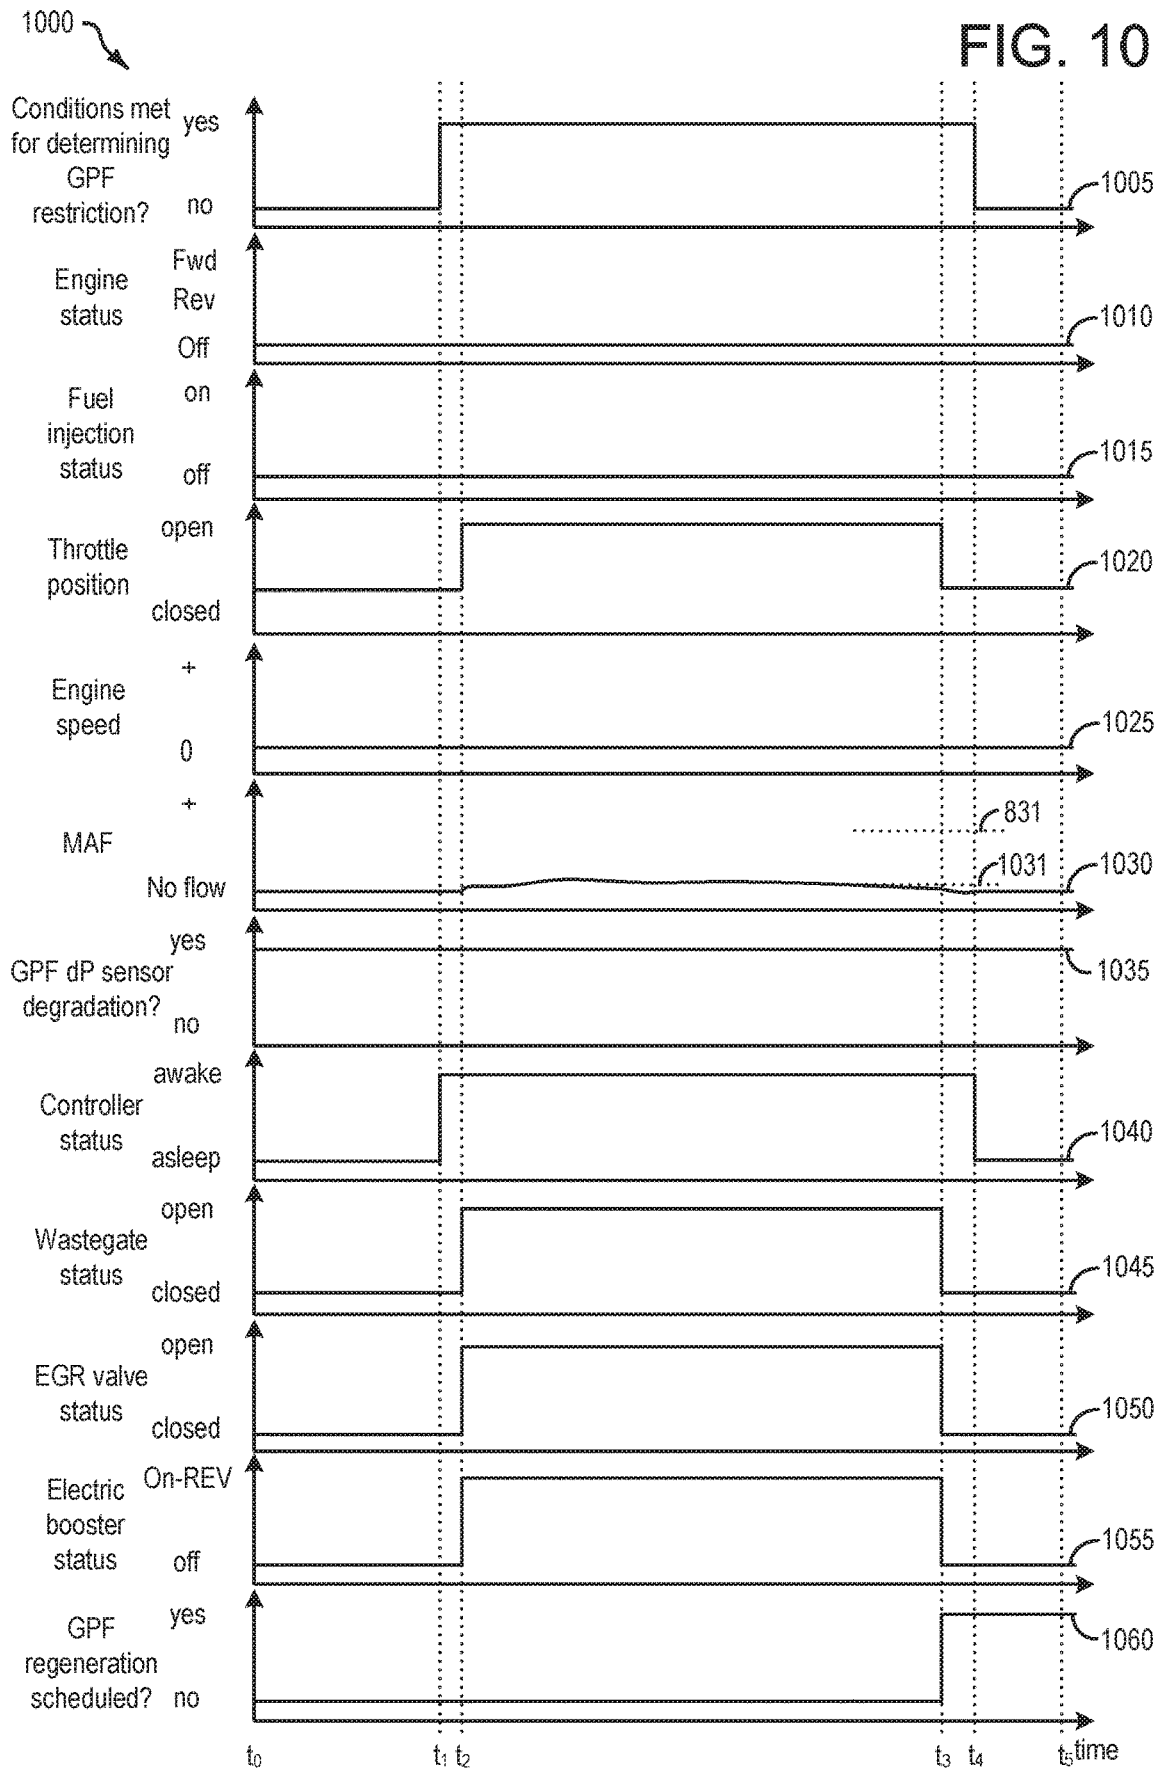 1000
FIG. 10
Conditions met
for determining
GPF
restriction?
yes
no
1005
Engine
status
Fwd
Rev
Off
1010
Fuel
injection
status
on
off
1015
Throttle
position
open
closed
1020
Engine
speed
+
0
1025
MAF
+
No flow
831
1031
1030
GPF dP sensor
degradation?
yes
no
1035
Controller
status
awake
asleep
1040
Wastegate
status
open
closed
1045
EGR valve
status
open
closed
1050
Electric
booster
status
On-REV
off
1055
GPF
regeneration
scheduled?
yes
no
1060
t0 t1 t2 t3 t4 t5 time